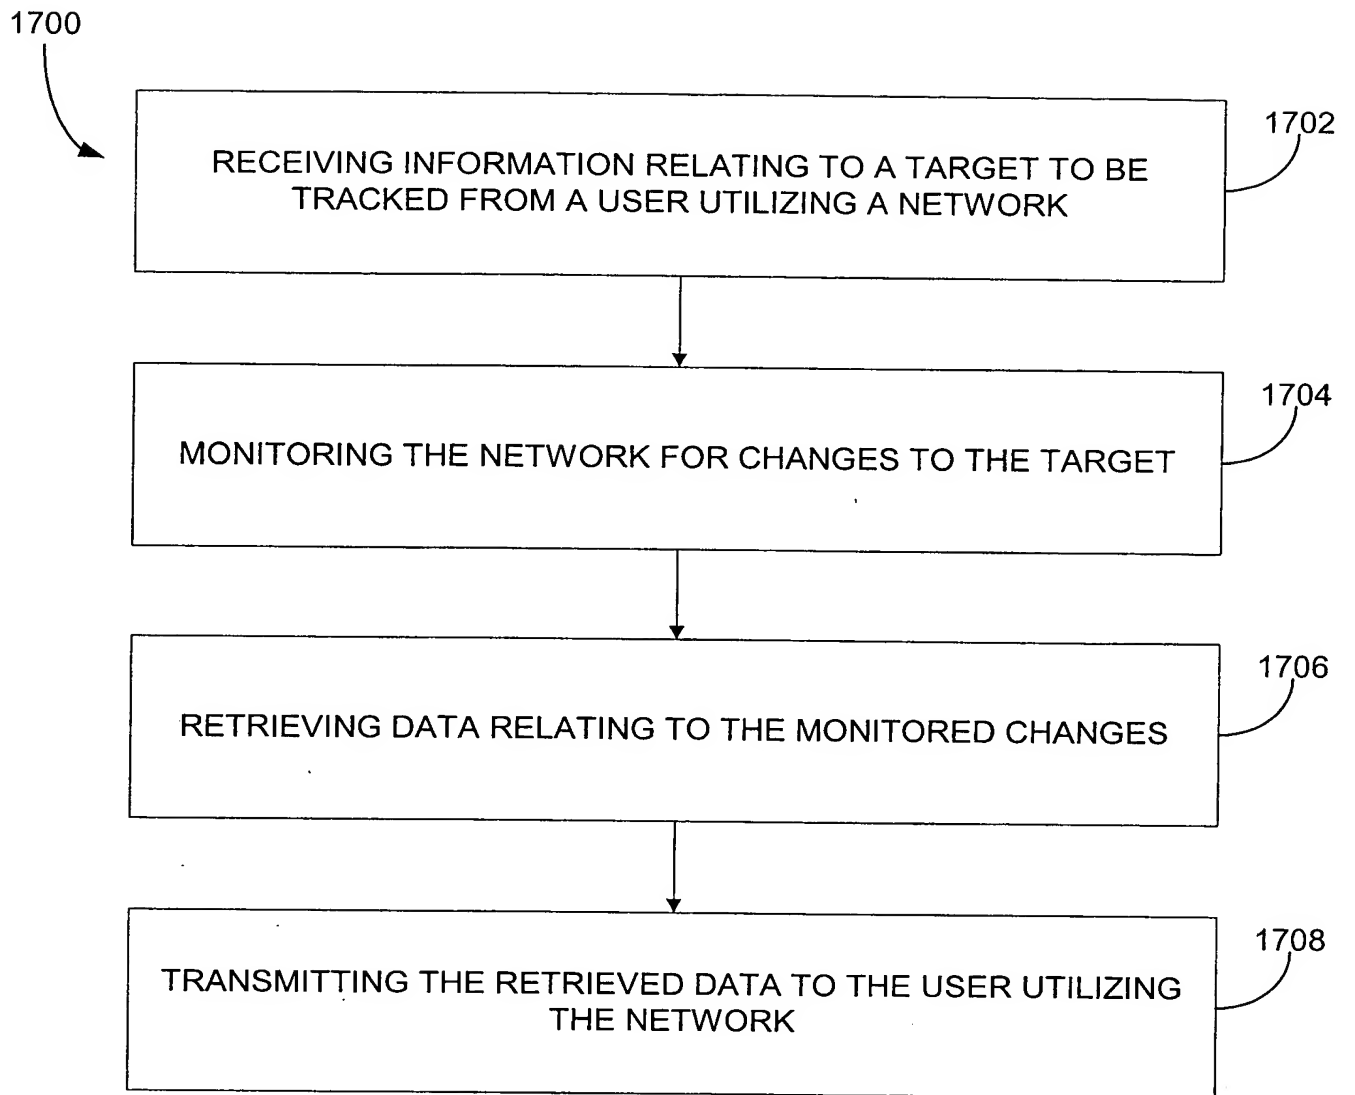 1700
1702
RECEIVING INFORMATION RELATING TO A TARGET TO BE
TRACKED FROM A USER UTILIZING A NETWORK
1704
MONITORING THE NETWORK FOR CHANGES TO THE TARGET
1706
RETRIEVING DATA RELATING TO THE MONITORED CHANGES
1708
TRANSMITTING THE RETRIEVED DATA TO THE USER UTILIZING
THE NETWORK